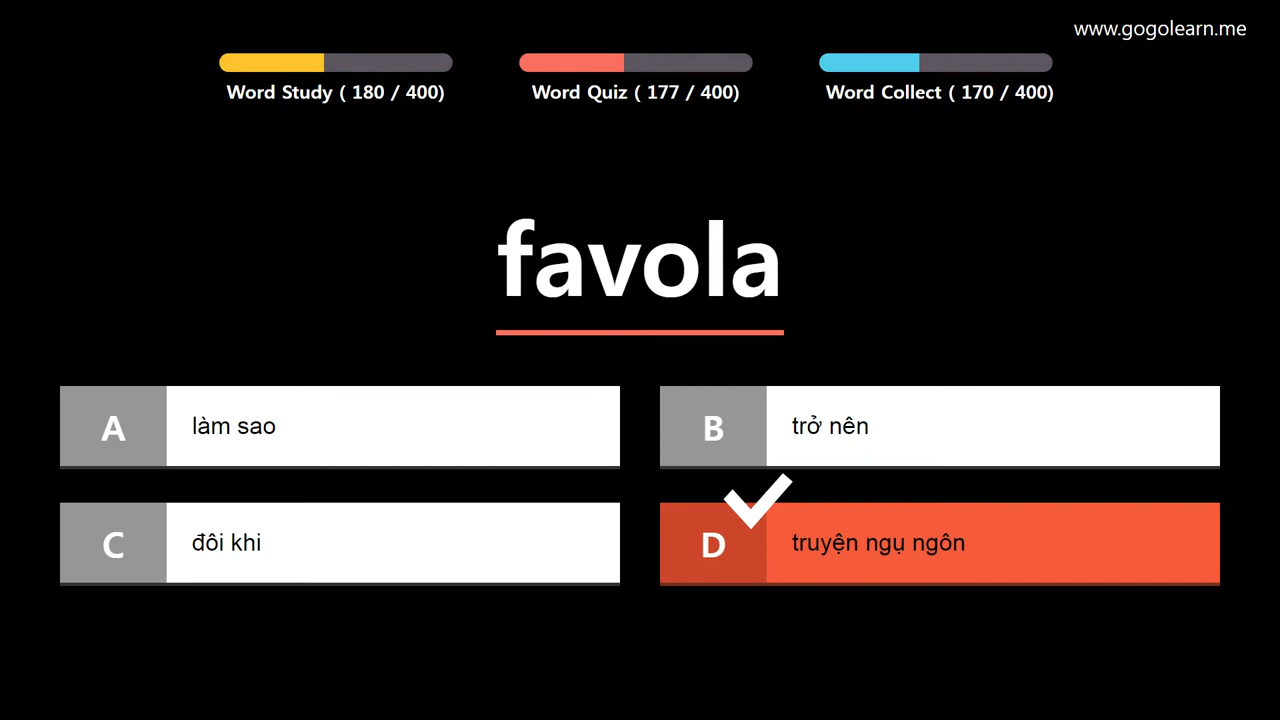 www.gogolearn.me
Word Study ( 180 / 400)
Word Quiz ( 177 / 400)
Word Collect ( 170 / 400)
favola
A làm sao
B trở nên
C đôi khi
D truyện ngụ ngôn